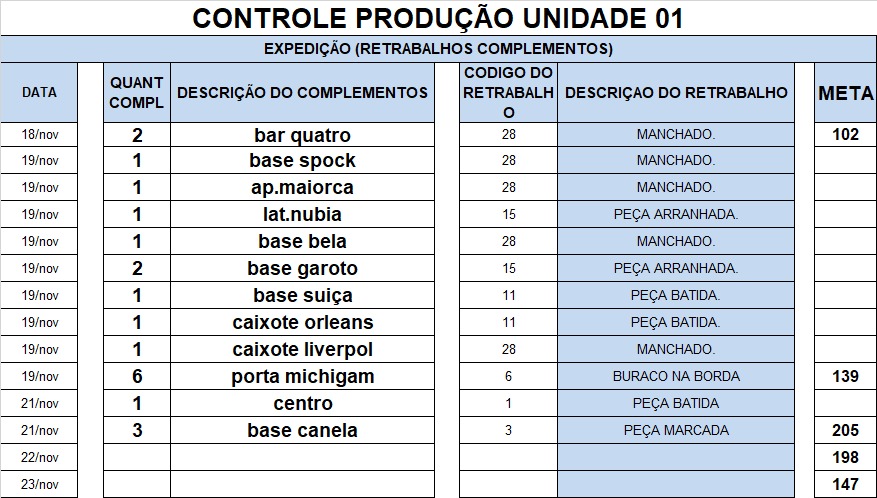 CONTROLE PRODUÇÃO UNIDADE 01
EXPEDIÇÃO (RETRABALHOS COMPLEMENTOS)
DATA QUANT COMPL DESCRIÇÃO DO COMPLEMENTOS CODIGO DO RETRABALHO DESCRIÇAO DO RETRABALHO META
18/nov 2 bar quatro 28 MANCHADO. 102
19/nov 1 base spock 28 MANCHADO.
19/nov 1 ap.maiorca 28 MANCHADO.
19/nov 1 lat.nubia 15 PEÇA ARRANHADA.
19/nov 1 base bela 28 MANCHADO.
19/nov 2 base garoto 15 PEÇA ARRANHADA.
19/nov 1 base suiça 11 PEÇA BATIDA.
19/nov 1 caixote orleans 11 PEÇA BATIDA.
19/nov 1 caixote liverpol 28 MANCHADO.
19/nov 6 porta michigam 6 BURACO NA BORDA 139
21/nov 1 centro 1 PEÇA BATIDA
21/nov 3 base canela 3 PEÇA MARCADA 205
22/nov 198
23/nov 147